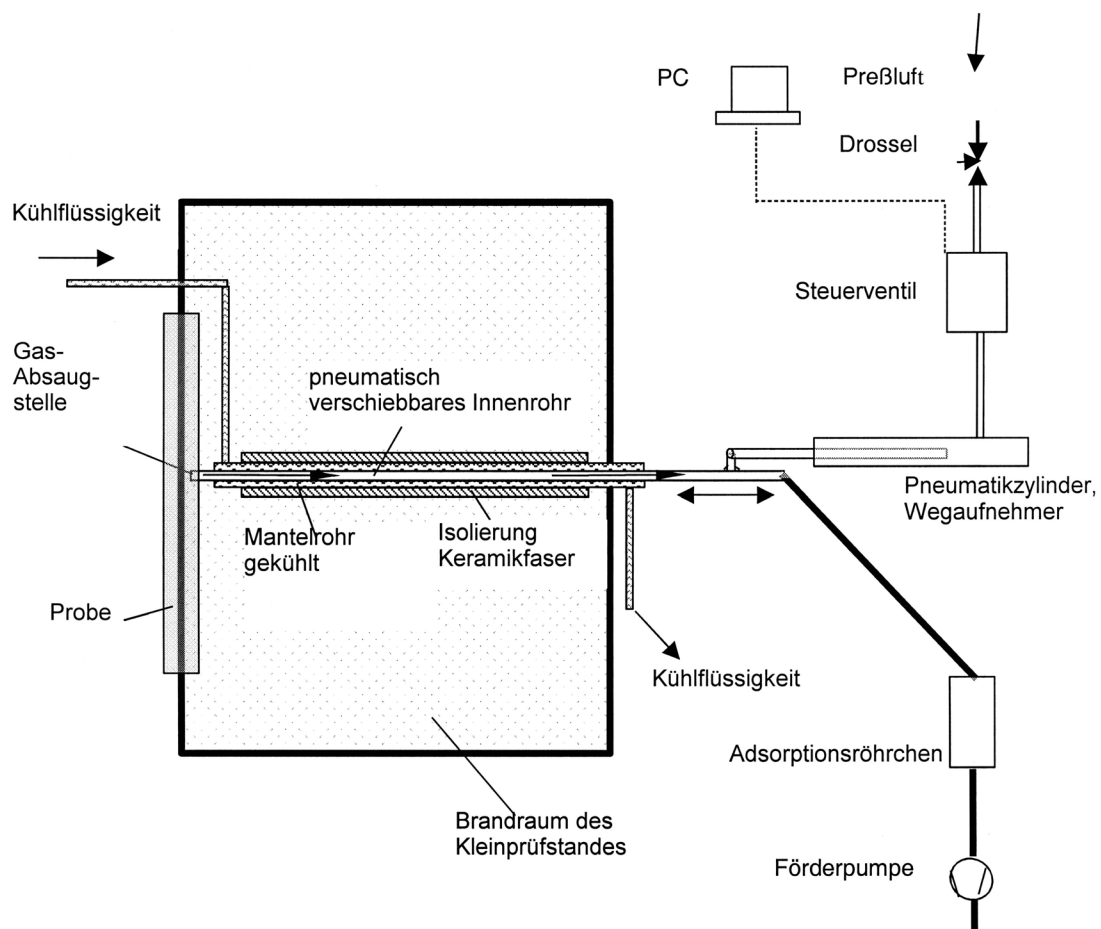 PC
Preßluft
Drossel
Kühlflüssigkeit
Steuerventil
Gas-
Absaug-
stelle
pneumatisch
verschiebbares Innenrohr
Pneumatikzylinder,
Wegaufnehmer
Mantelrohr
gekühlt
Isolierung
Keramikfaser
Probe
Kühlflüssigkeit
Adsorptionsröhrchen
Brandraum des
Kleinprüfstandes
Förderpumpe